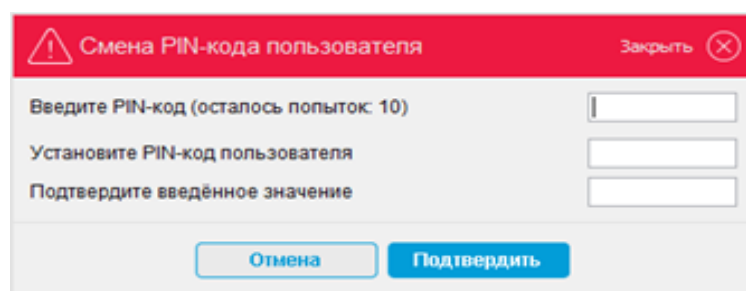 Смена PIN-кода пользователя Закрыть
Введите PIN-код (осталось попыток: 10)
Установите PIN-код пользователя
Подтвердите введённое значение
Отмена Подтвердить